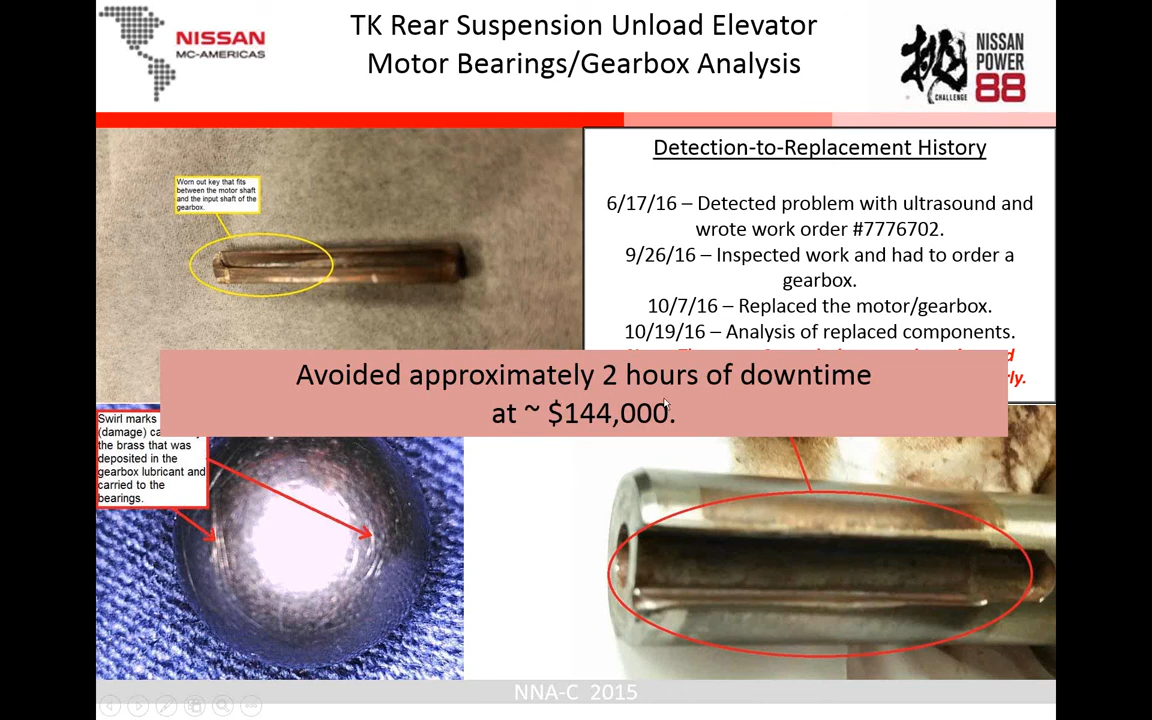 TK Rear Suspension Unload Elevator
Motor Bearings/Gearbox Analysis
NISSAN
MC-AMERICAS
挑
CHALLENGE
NISSAN
POWER
88
Worn out key that fits
between the motor shaft
and the input shaft of the
gearbox.
Detection-to-Replacement History
6/17/16 – Detected problem with ultrasound and
wrote work order #7776702.
9/26/16 – Inspected work and had to order a
gearbox.
10/7/16 – Replaced the motor/gearbox.
10/19/16 – Analysis of replaced components.
Avoided approximately 2 hours of downtime
at ~ $144,000.
Swirl marks
(damage)
the brass that was
deposited in the
gearbox lubricant and
carried to the
bearings.
NNA-C 2015